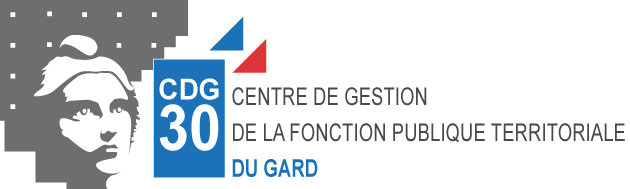 CDG
30
CENTRE DE GESTION
DE LA FONCTION PUBLIQUE TERRITORIALE
DU GARD